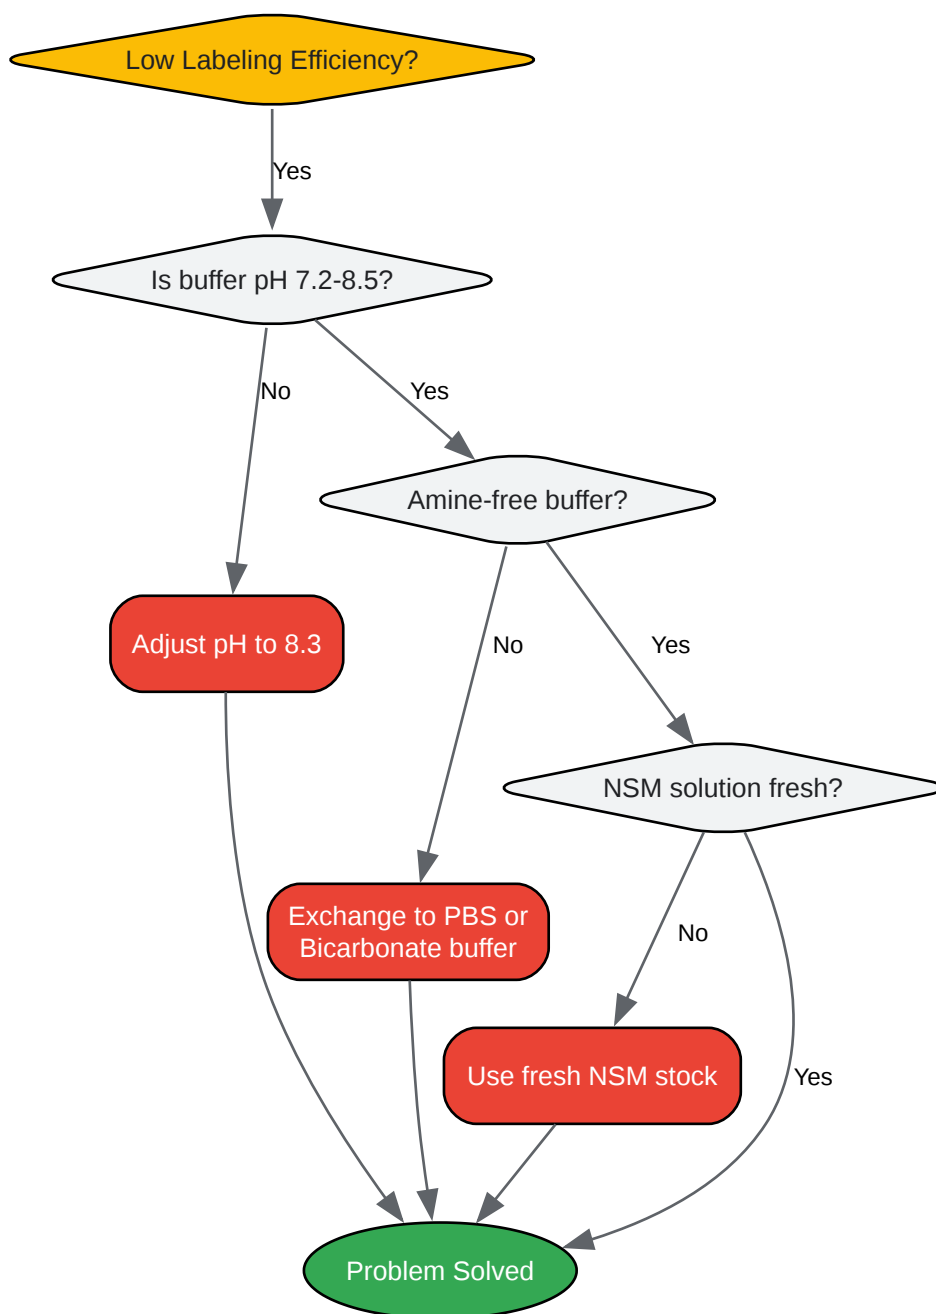 Low Labeling Efficiency?
Yes
Is buffer pH 7.2-8.5?
No
Yes
Amine-free buffer?
Adjust pH to 8.3
No
Yes
NSM solution fresh?
Exchange to PBS or
Bicarbonate buffer
No
Use fresh NSM stock
Yes
Problem Solved